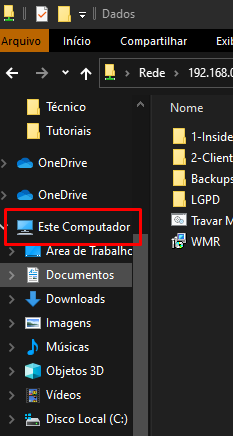 Dados
Arquivo Início Compartilhar Exibir
Rede 192.168.0
Técnico
Tutoriais
OneDrive
OneDrive
Este Computador
Área de Trabalho
Documentos
Downloads
Imagens
Músicas
Objetos 3D
Vídeos
Disco Local (C:)
Nome
1-Inside
2-Client
Backups
LGPD
Travar M
WMR